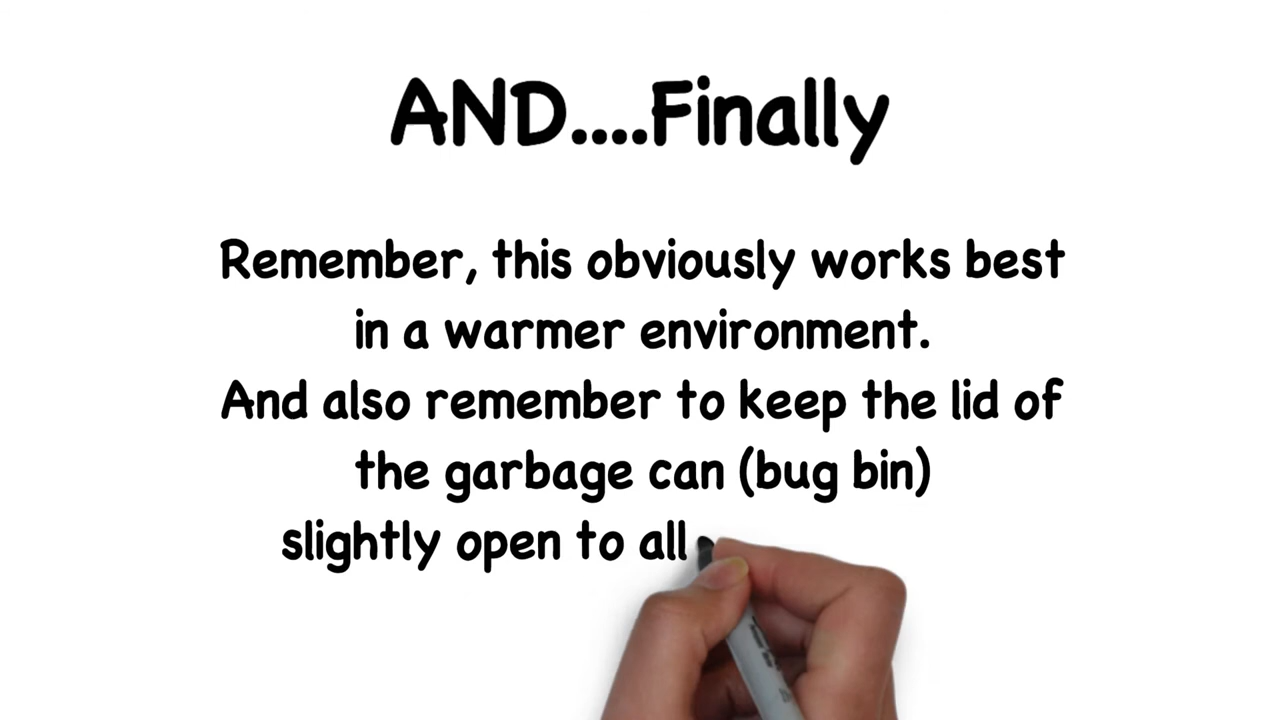 AND....Finally
Remember, this obviously works best
in a warmer environment.
And also remember to keep the lid of
the garbage can (bug bin)
slightly open to all